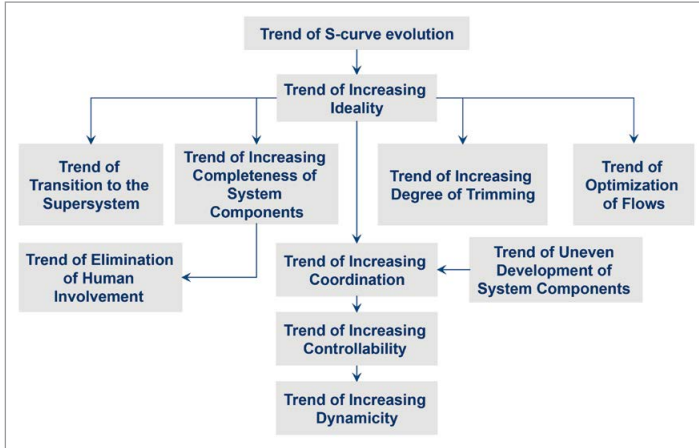 Trend of S-curve evolution
Trend of Increasing
Ideality
Trend of
Transition to the
Supersystem
Trend of Increasing
Completeness of
System
Components
Trend of Increasing
Degree of Trimming
Trend of
Optimization
of Flows
Trend of Elimination
of Human
Involvement
Trend of Increasing
Coordination
Trend of Uneven
Development of
System Components
Trend of Increasing
Controllability
Trend of Increasing
Dynamicity